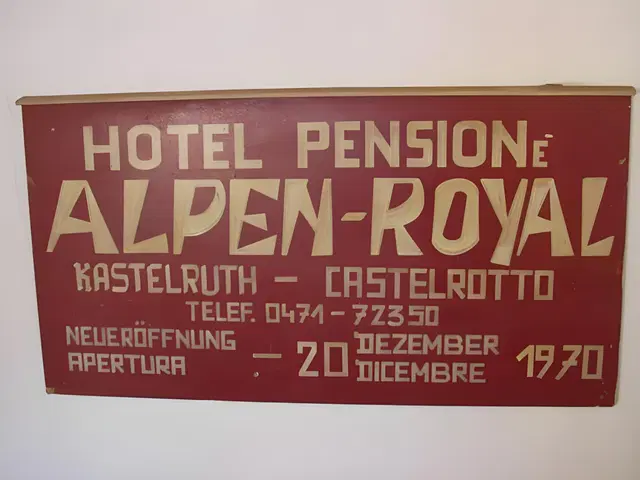 HOTEL PENSIONE
ALPEN-ROYAL
KASTELRUTH – CASTELROTTO
TELEF. 0471-72350
NEUERÖFFNUNG
APERTURA – 20 DEZEMBER
DICEMBRE 1970